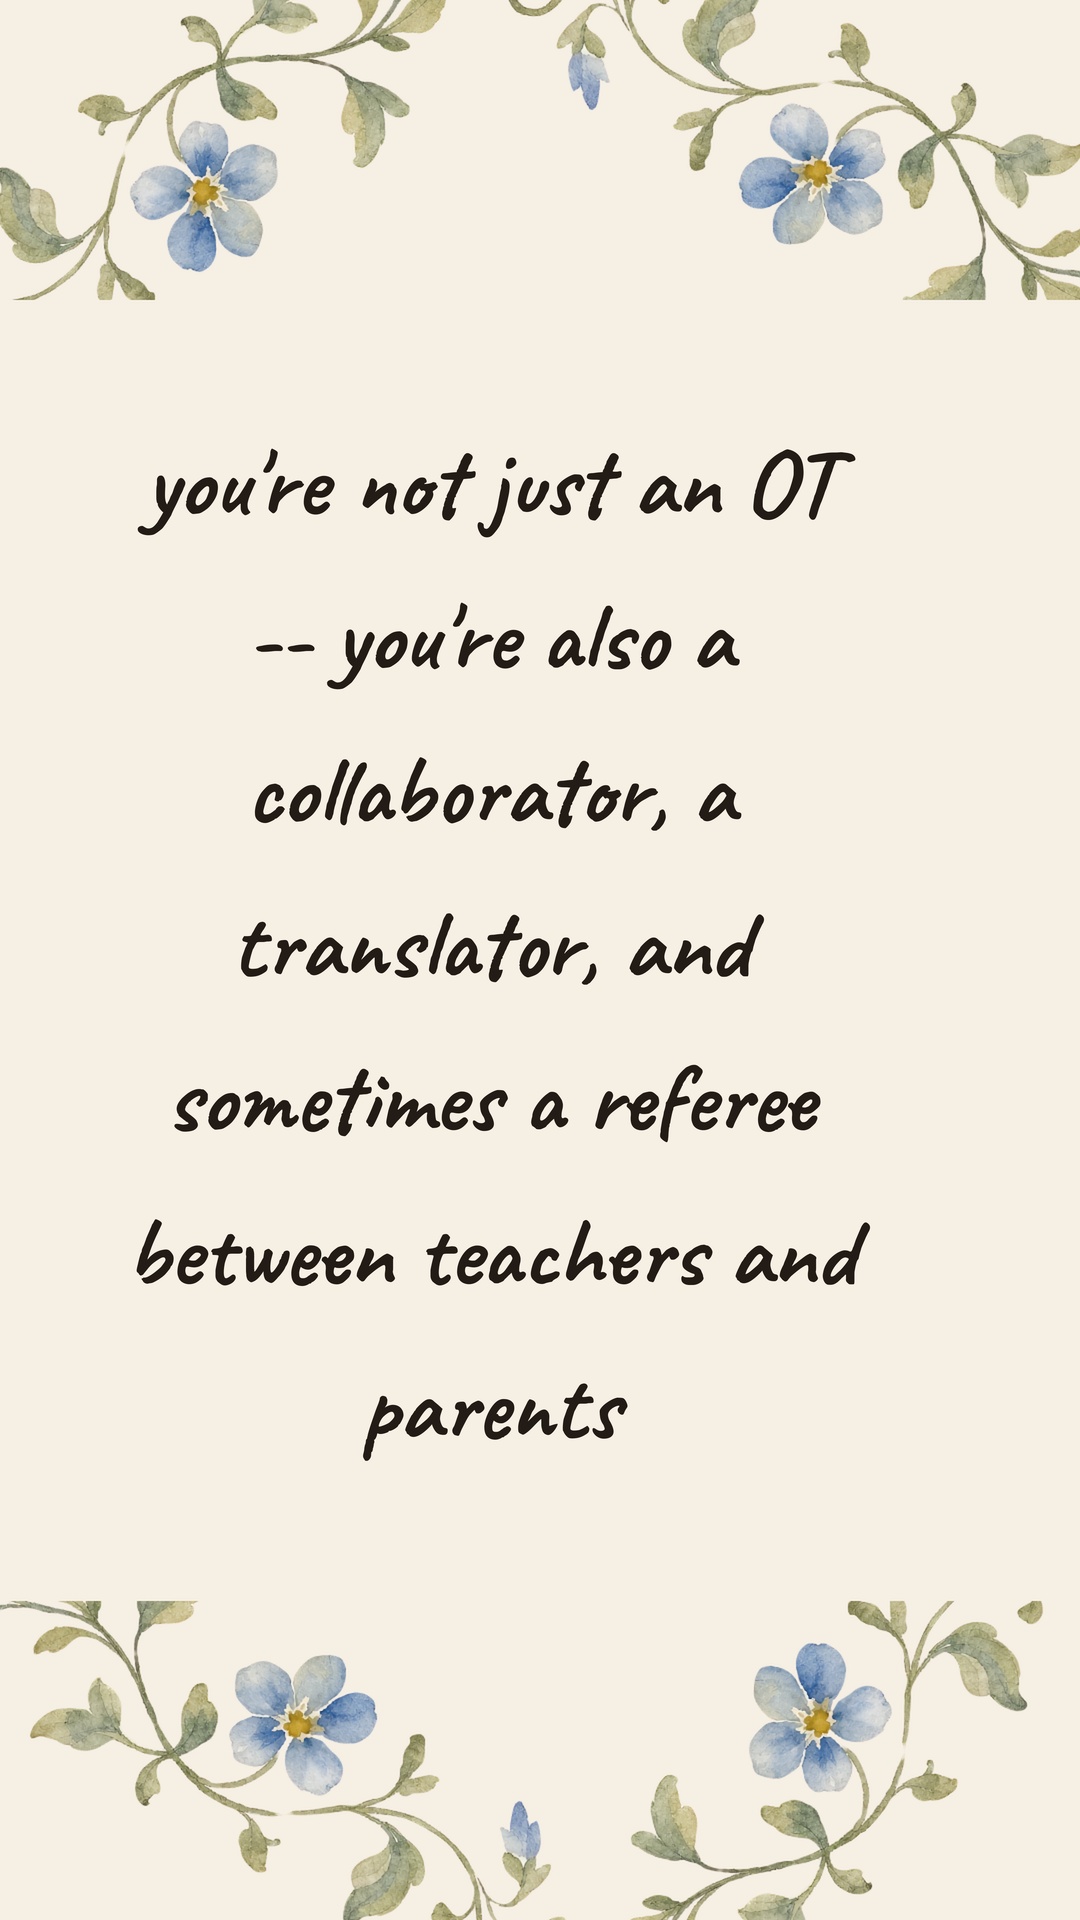 you're not just an OT
-- you're also a
collaborator, a
translator, and
sometimes a referee
between teachers and
parents